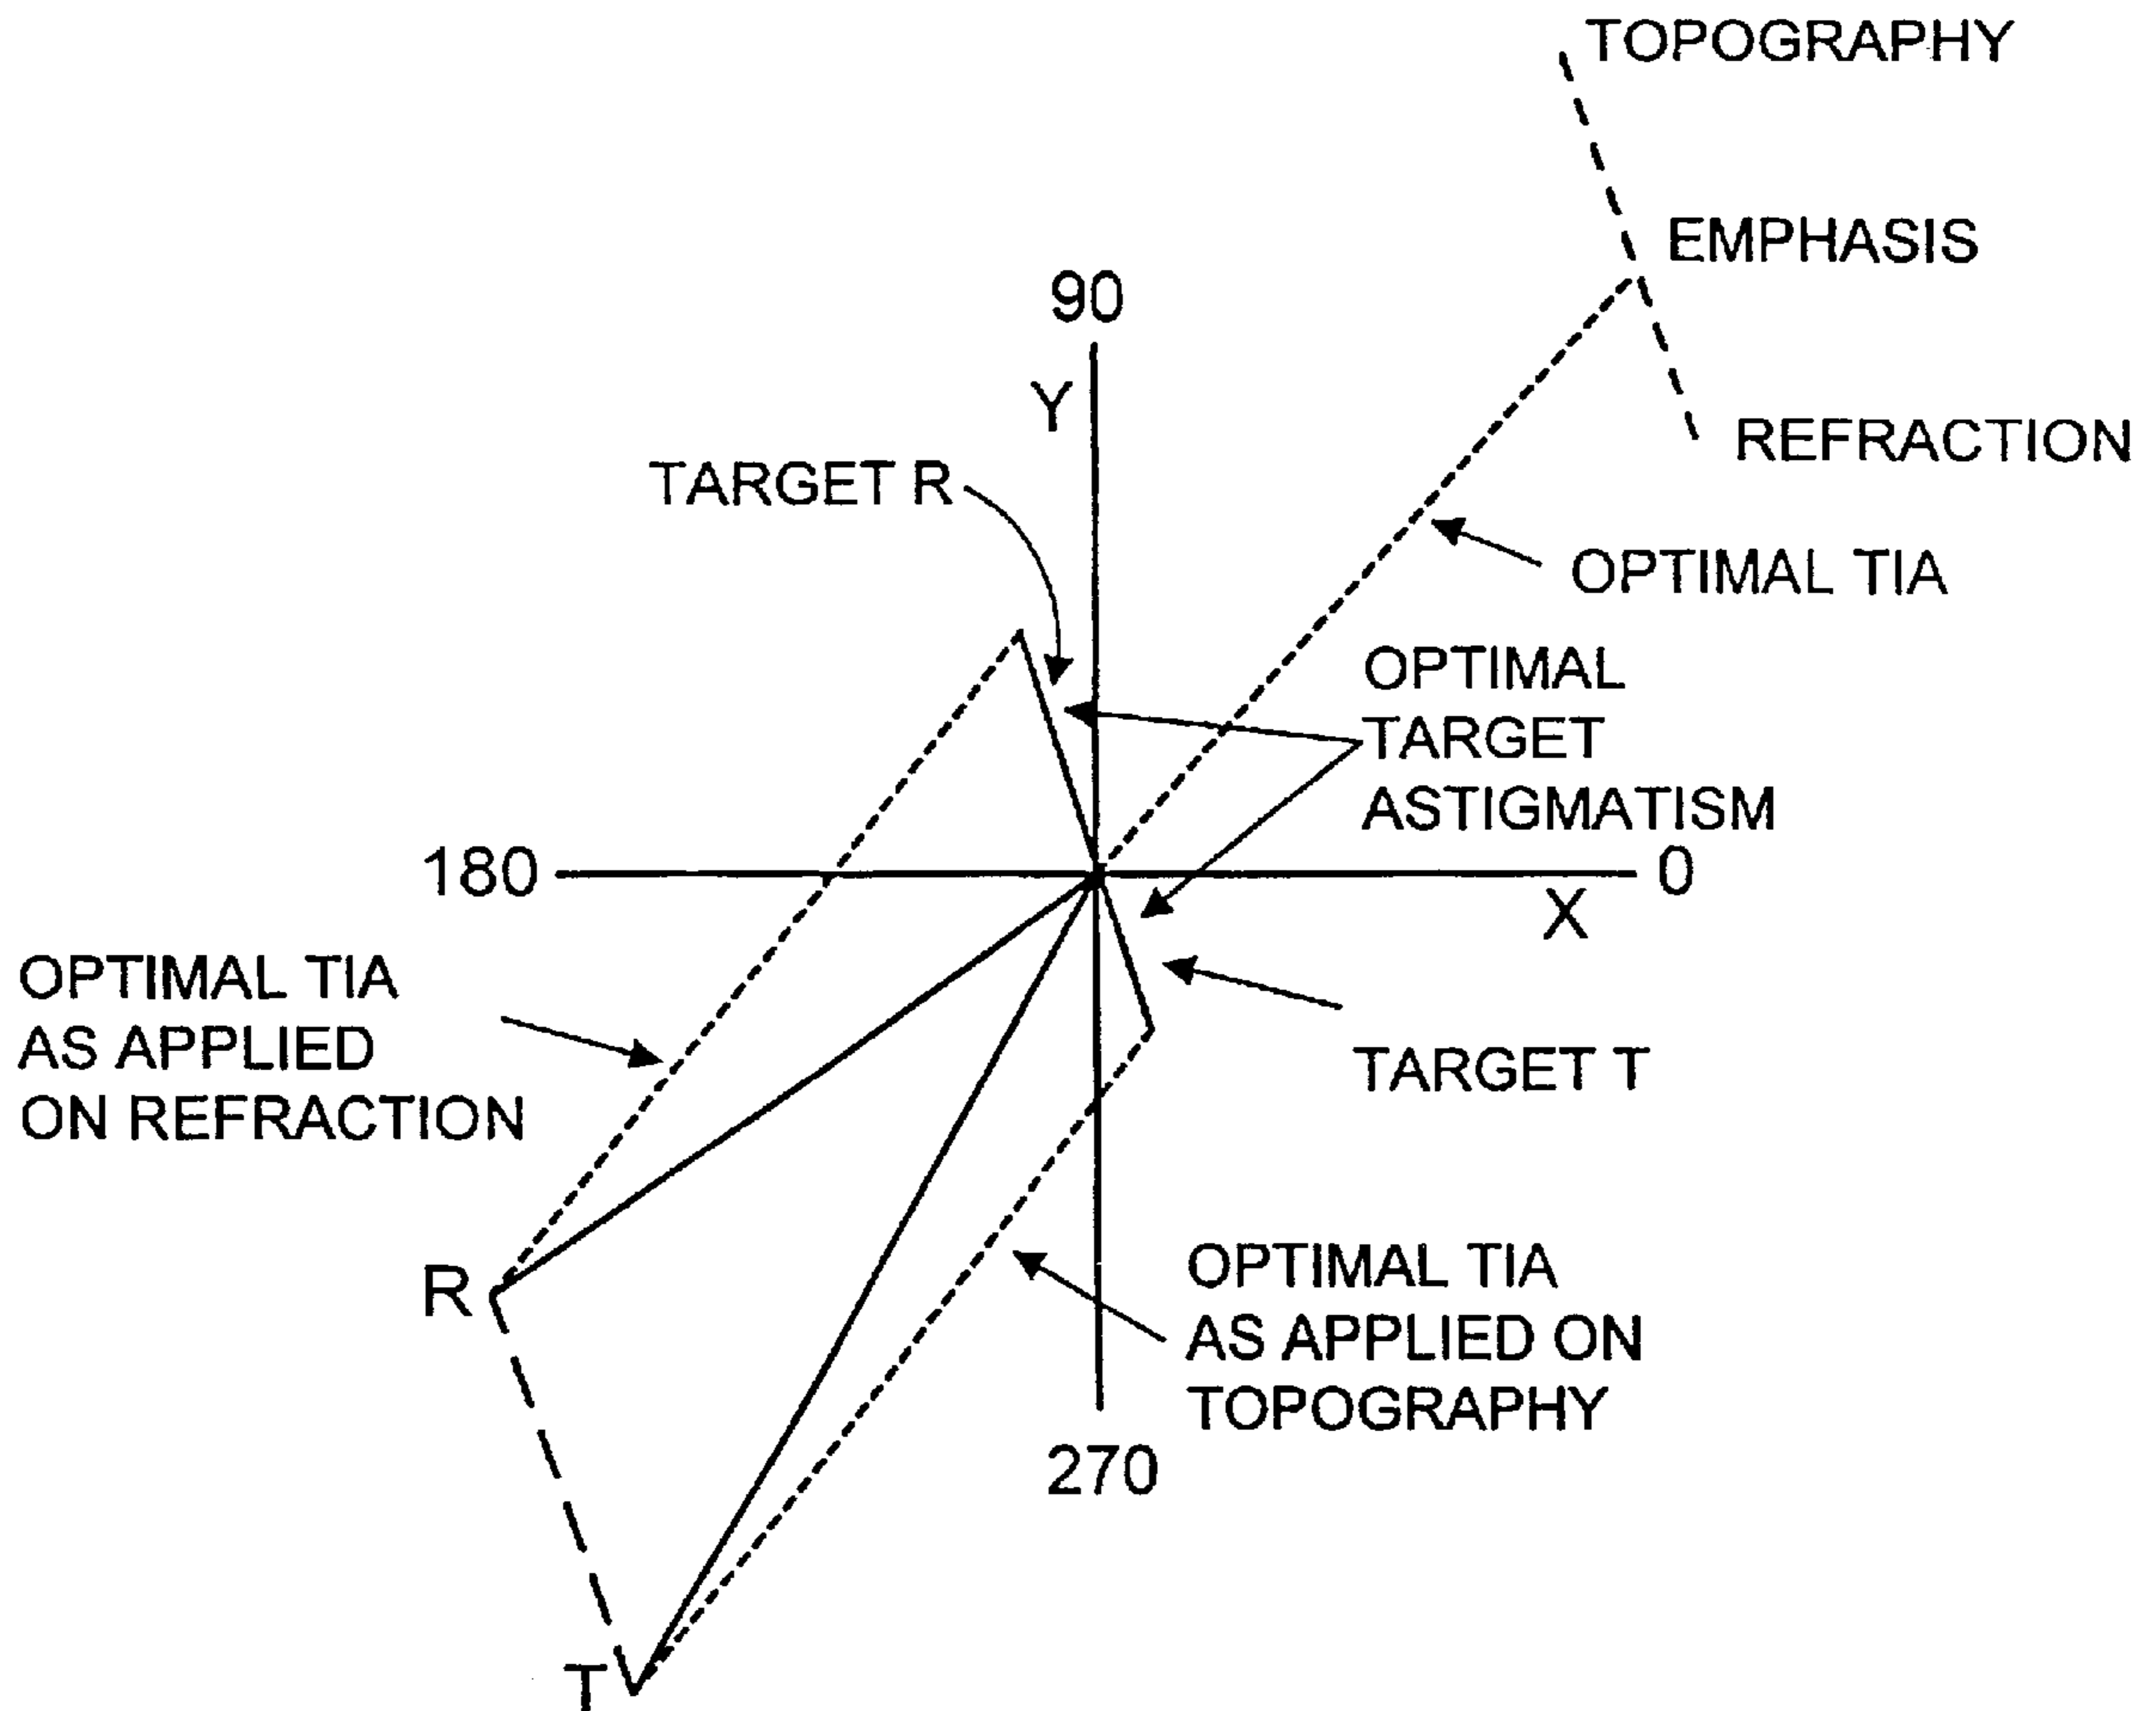 TOPOGRAPHY
EMPHASIS
90
Y
REFRACTION
TARGET R
OPTIMAL TIA
OPTIMAL
TARGET
ASTIGMATISM
180
0
X
OPTIMAL TIA
AS APPLIED
ON REFRACTION
TARGET T
R
OPTIMAL TIA
AS APPLIED ON
TOPOGRAPHY
270
T